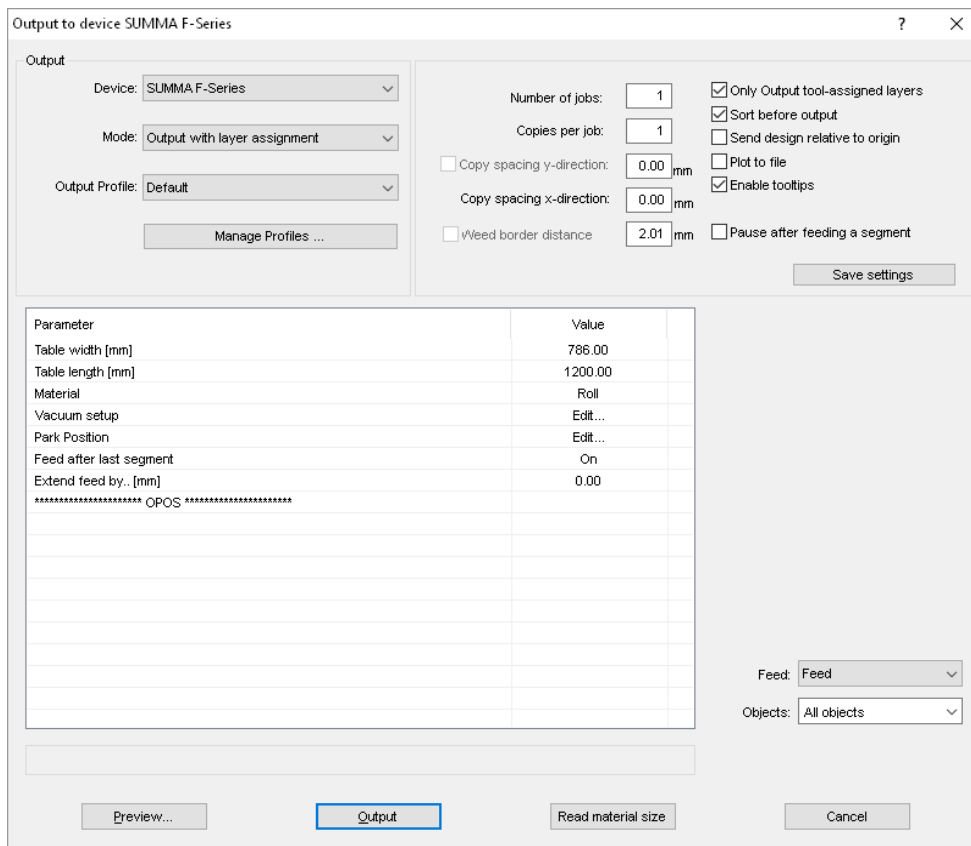 Output to device SUMMA F-Series
Output
Device: SUMMA F-Series
Mode: Output with layer assignment
Output Profile: Default
Manage Profiles ...
Number of jobs: 1
Copies per job: 1
Copy spacing y-direction: 0.00 mm
Copy spacing x-direction: 0.00 mm
Weed border distance 2.01 mm
Only Output tool-assigned layers
Sort before output
Send design relative to origin
Plot to file
Enable tooltips
Pause after feeding a segment
Save settings
Parameter Value
Table width [mm] 786.00
Table length [mm] 1200.00
Material Roll
Vacuum setup Edit...
Park Position Edit...
Feed after last segment On
Extend feed by.. [mm] 0.00
********************** OPOS **********************
Feed: Feed
Objects: All objects
Preview... Output Read material size Cancel